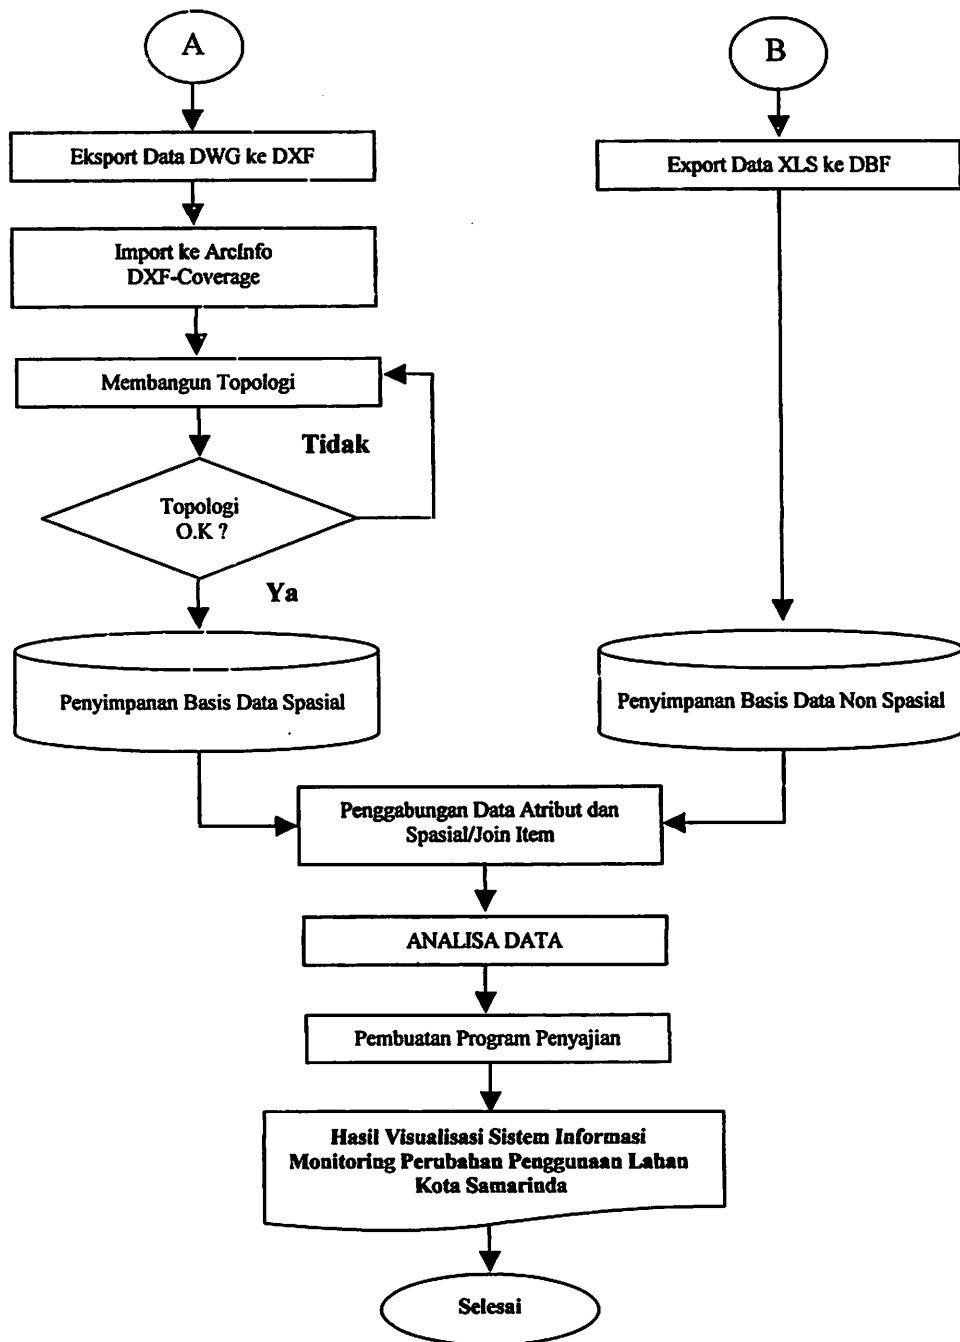 A
B
Eksport Data DWG ke DXF
Export Data XLS ke DBF
Import ke ArcInfo
DXF-Coverage
Membangun Topologi
Tidak
Topologi
O.K ?
Ya
Penyimpanan Basis Data Spasial
Penyimpanan Basis Data Non Spasial
Penggabungan Data Atribut dan
Spasial/Join Item
ANALISA DATA
Pembuatan Program Penyajian
Hasil Visualisasi Sistem Informasi
Monitoring Perubahan Penggunaan Lahan
Kota Samarinda
Selesai